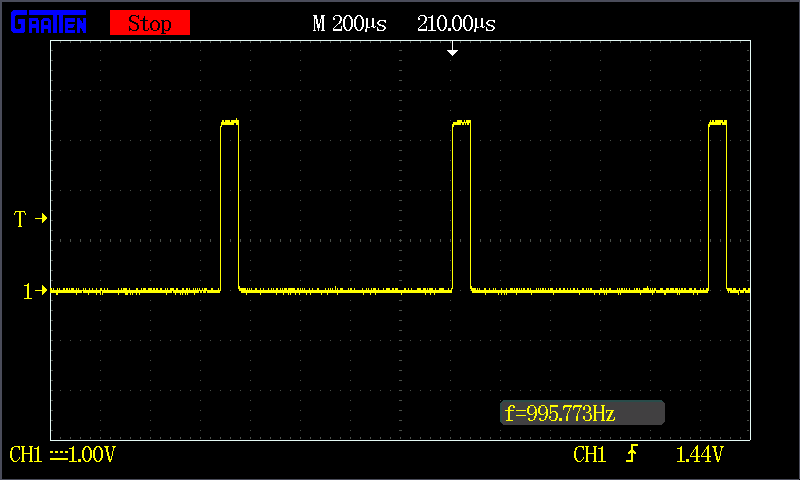 GRATTEN Stop M 200μs 210.00μs
T
1
f=995.773Hz
CH1 1.00V CH1 1.44V